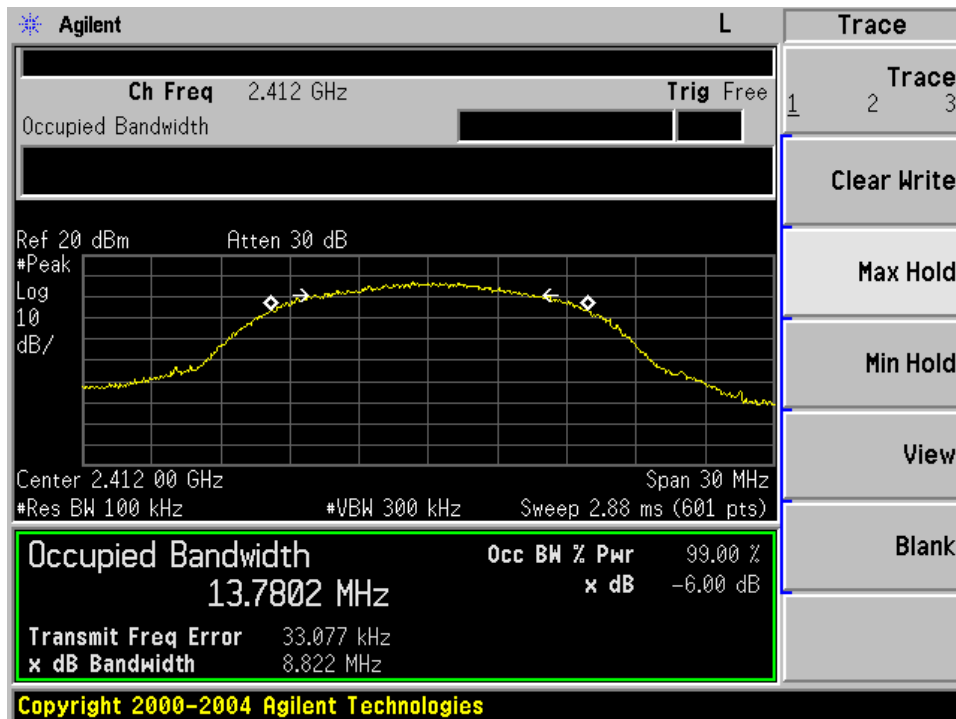 Agilent L Trace
Ch Freq 2.412 GHz Trig Free
Occupied Bandwidth
Trace
1 2 3
Clear Write
Max Hold
Min Hold
View
Blank
Ref 20 dBm Atten 30 dB
#Peak
Log
10
dB/
Center 2.412 00 GHz Span 30 MHz
#Res BW 100 kHz #VBW 300 kHz Sweep 2.88 ms (601 pts)
Occupied Bandwidth Occ BW % Pwr 99.00 %
13.7802 MHz x dB -6.00 dB
Transmit Freq Error 33.077 kHz
x dB Bandwidth 8.822 MHz
Copyright 2000-2004 Agilent Technologies